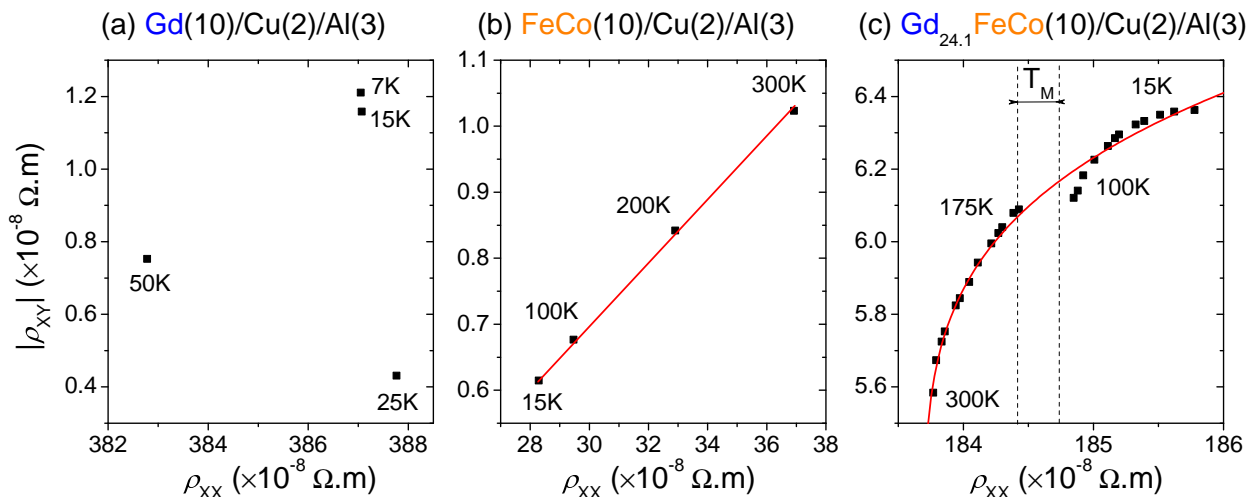 (a) Gd(10)/Cu(2)/Al(3)
(b) FeCo(10)/Cu(2)/Al(3)
(c) Gd24.1FeCo(10)/Cu(2)/Al(3)
|ρXY| (×10-8 Ω.m)
1.2
1.0
0.8
0.6
0.4
7K
15K
50K
25K
382
384
386
388
ρXX (×10-8 Ω.m)
1.0
0.9
0.8
0.7
0.6
300K
200K
100K
15K
28
30
32
34
36
38
ρXX (×10-8 Ω.m)
6.4
6.2
6.0
5.8
5.6
TM
15K
100K
175K
300K
184
185
186
ρXX (×10-8 Ω.m)